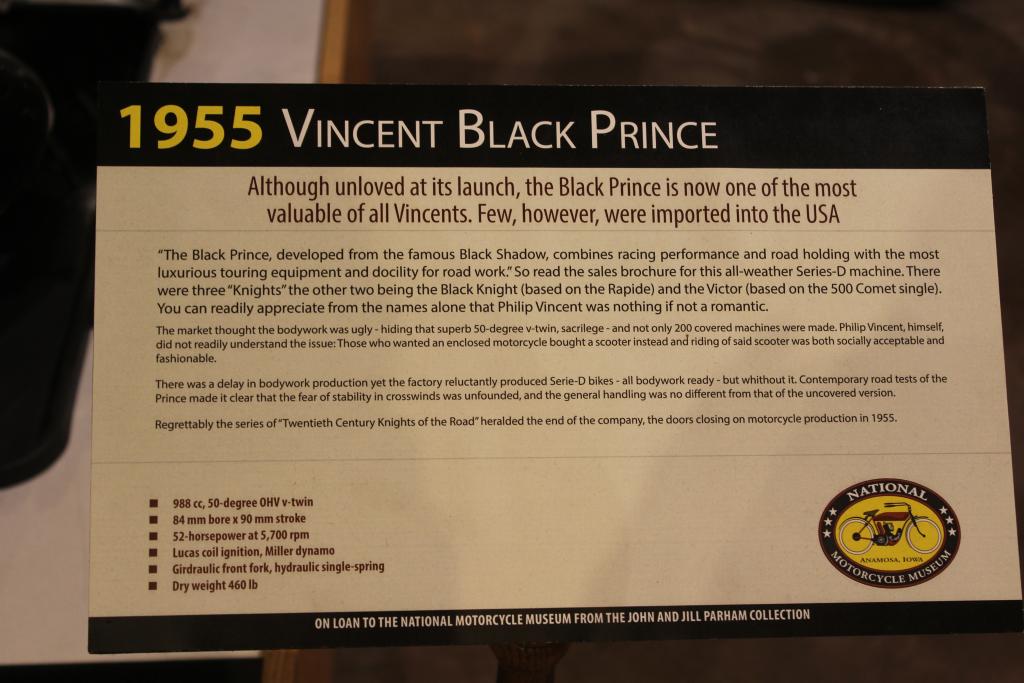 1955 VINCENT BLACK PRINCE
Although unloved at its launch, the Black Prince is now one of the most
valuable of all Vincents. Few, however, were imported into the USA
"The Black Prince, developed from the famous Black Shadow, combines racing performance and road holding with the most
luxurious touring equipment and docility for road work." So read the sales brochure for this all-weather Series-D machine. There
were three "Knights" the other two being the Black Knight (based on the Rapide) and the Victor (based on the 500 Comet single).
You can readily appreciate from the names alone that Philip Vincent was nothing if not a romantic.
The market thought the bodywork was ugly - hiding that superb 50-degree v-twin, sacrilege - and not only 200 covered machines were made. Philip Vincent, himself,
did not readily understand the issue: Those who wanted an enclosed motorcycle bought a scooter instead and riding of said scooter was both socially acceptable and
fashionable.
There was a delay in bodywork production yet the factory reluctantly produced Serie-D bikes - all bodywork ready - but whithout it. Contemporary road tests of the
Prince made it clear that the fear of stability in crosswinds was unfounded, and the general handling was no different from that of the uncovered version.
Regrettably the series of "Twentieth Century Knights of the Road" heralded the end of the company, the doors closing on motorcycle production in 1955.
988 cc, 50-degree OHV v-twin
84 mm bore x 90 mm stroke
52-horsepower at 5,700 rpm
Lucas coil ignition, Miller dynamo
Girdraulic front fork, hydraulic single-spring
Dry weight 460 lb
NATIONAL
ANAMOSA, IOWA
MOTORCYCLE MUSEUM
ON LOAN TO THE NATIONAL MOTORCYCLE MUSEUM FROM THE JOHN AND JILL PARHAM COLLECTION